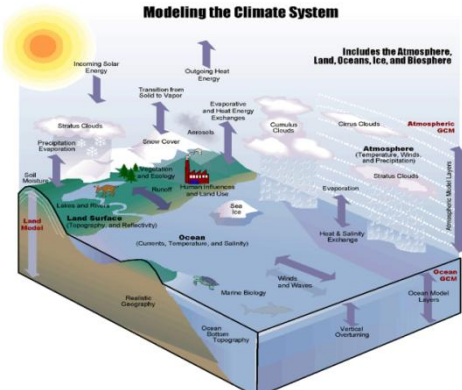 Modeling the Climate System
Includes the Atmosphere,
Land, Oceans, Ice, and Biosphere
Incoming Solar
Energy
Outgoing Heat
Energy
Transition from
Solid to Vapor
Evaporative
and Heat Energy
Exchanges
Stratus Clouds
Snow Cover
Aerosols
Cumulus
Clouds
Cirrus Clouds
Atmospheric
GCM
Precipitation
Evaporation
Atmosphere
(Temperature, Winds,
and Precipitation)
Stratus Clouds
Atmospheric Model Layers
Soil
Moisture
Vegetation
and Ecology
Human Influences
and Land Use
Runoff
Lakes and Rivers
Evaporation
Sea
Ice
Land
Model
Land Surface
(Topography, and Reflectivity)
Ocean
(Currents, Temperature, and Salinity)
Heat & Salinity
Exchange
Winds
and Waves
Ocean
GCM
Ocean Model
Layers
Realistic
Geography
Marine Biology
Ocean
Bottom
Topography
Vertical
Overturning